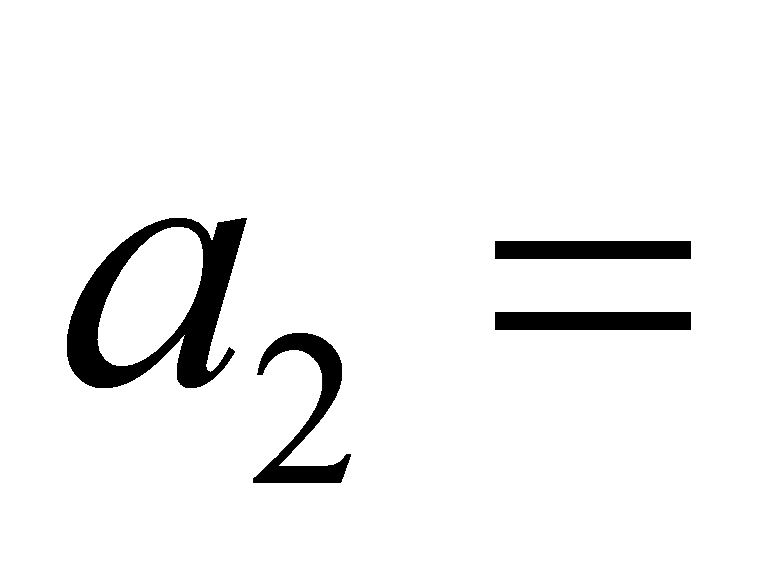 a₂ =